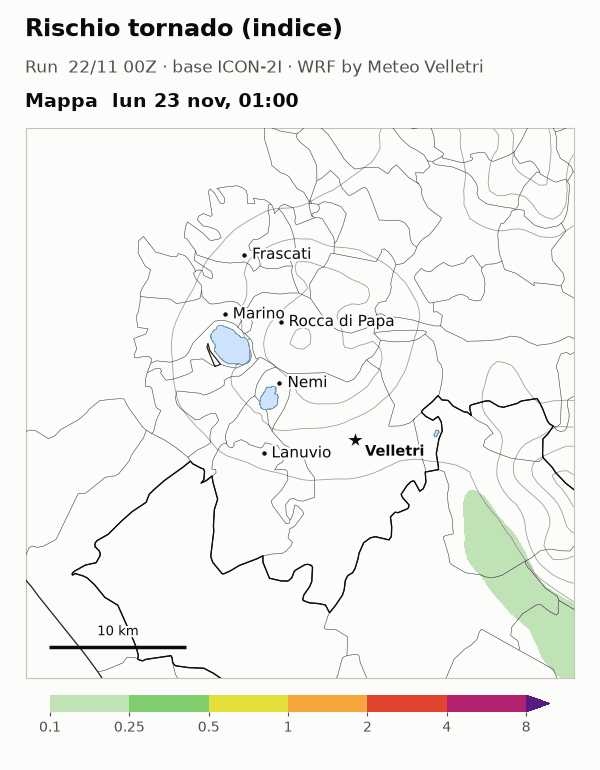 Rischio tornado (indice)
Run  22/11 00Z · base ICON-2I · WRF by Meteo Velletri
Mappa  lun 23 nov, 01:00
Frascati
Marino
Rocca di Papa
Nemi
Velletri
Lanuvio
10 km
0.1 0.25 0.5 1 2 4 8